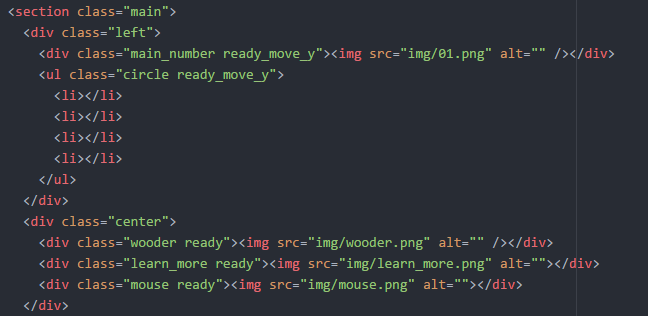 <section class="main">
<div class="left">
<div class="main_number ready_move_y"><img src="img/01.png" alt="" /></div>
<ul class="circle ready_move_y">
<li></li>
<li></li>
<li></li>
<li></li>
</ul>
</div>
<div class="center">
<div class="wooder ready"><img src="img/wooder.png" alt="" /></div>
<div class="learn_more ready"><img src="img/learn_more.png" alt=""></div>
<div class="mouse ready"><img src="img/mouse.png" alt=""></div>
</div>